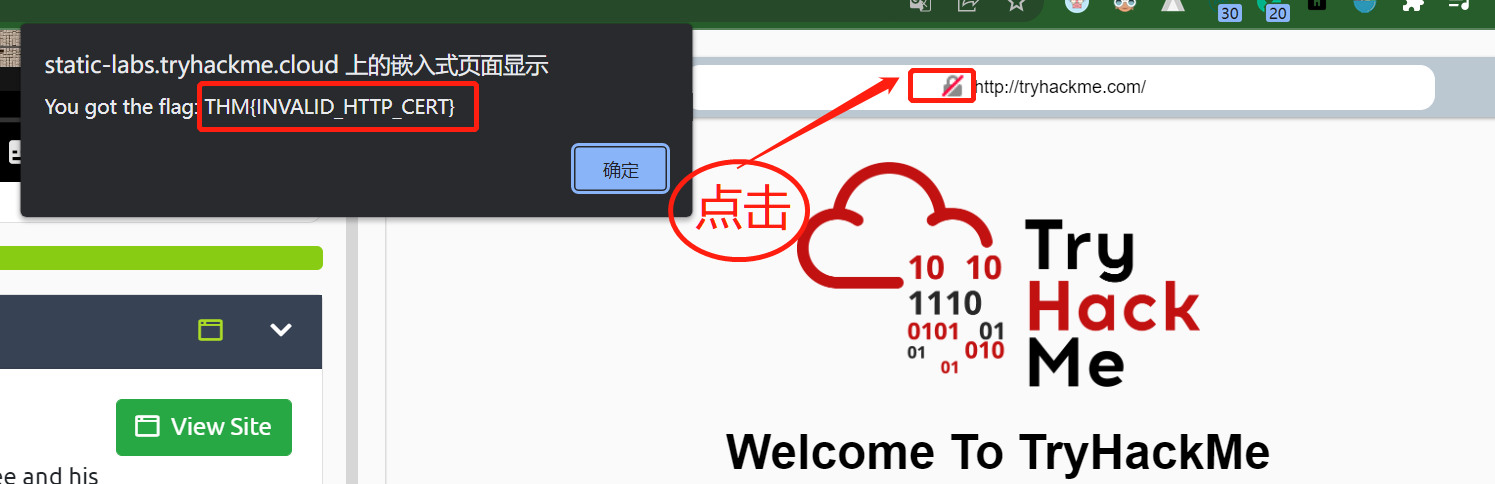 30
20
static-labs.tryhackme.cloud 上的嵌入式页面显示
You got the flag: THM{INVALID_HTTP_CERT}
确定
http://tryhackme.com/
点击
10 10
1110
0101 01
01 010
01
Try
Hack
Me
View Site
Welcome To TryHackMe
ee and his